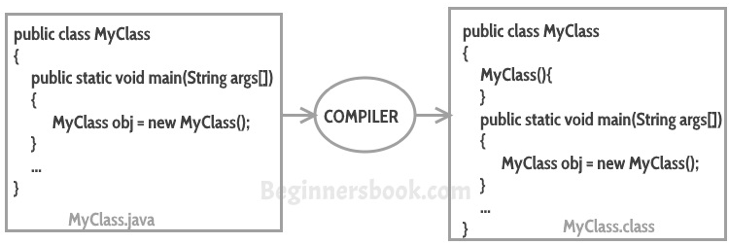 public class MyClass
{
public static void main(String args[])
{
MyClass obj = new MyClass();
}
...
}
MyClass.java
COMPILER
public class MyClass
{
MyClass(){
}
public static void main(String args[])
{
MyClass obj = new MyClass();
}
...
}
MyClass.class
Beginnersbook.com